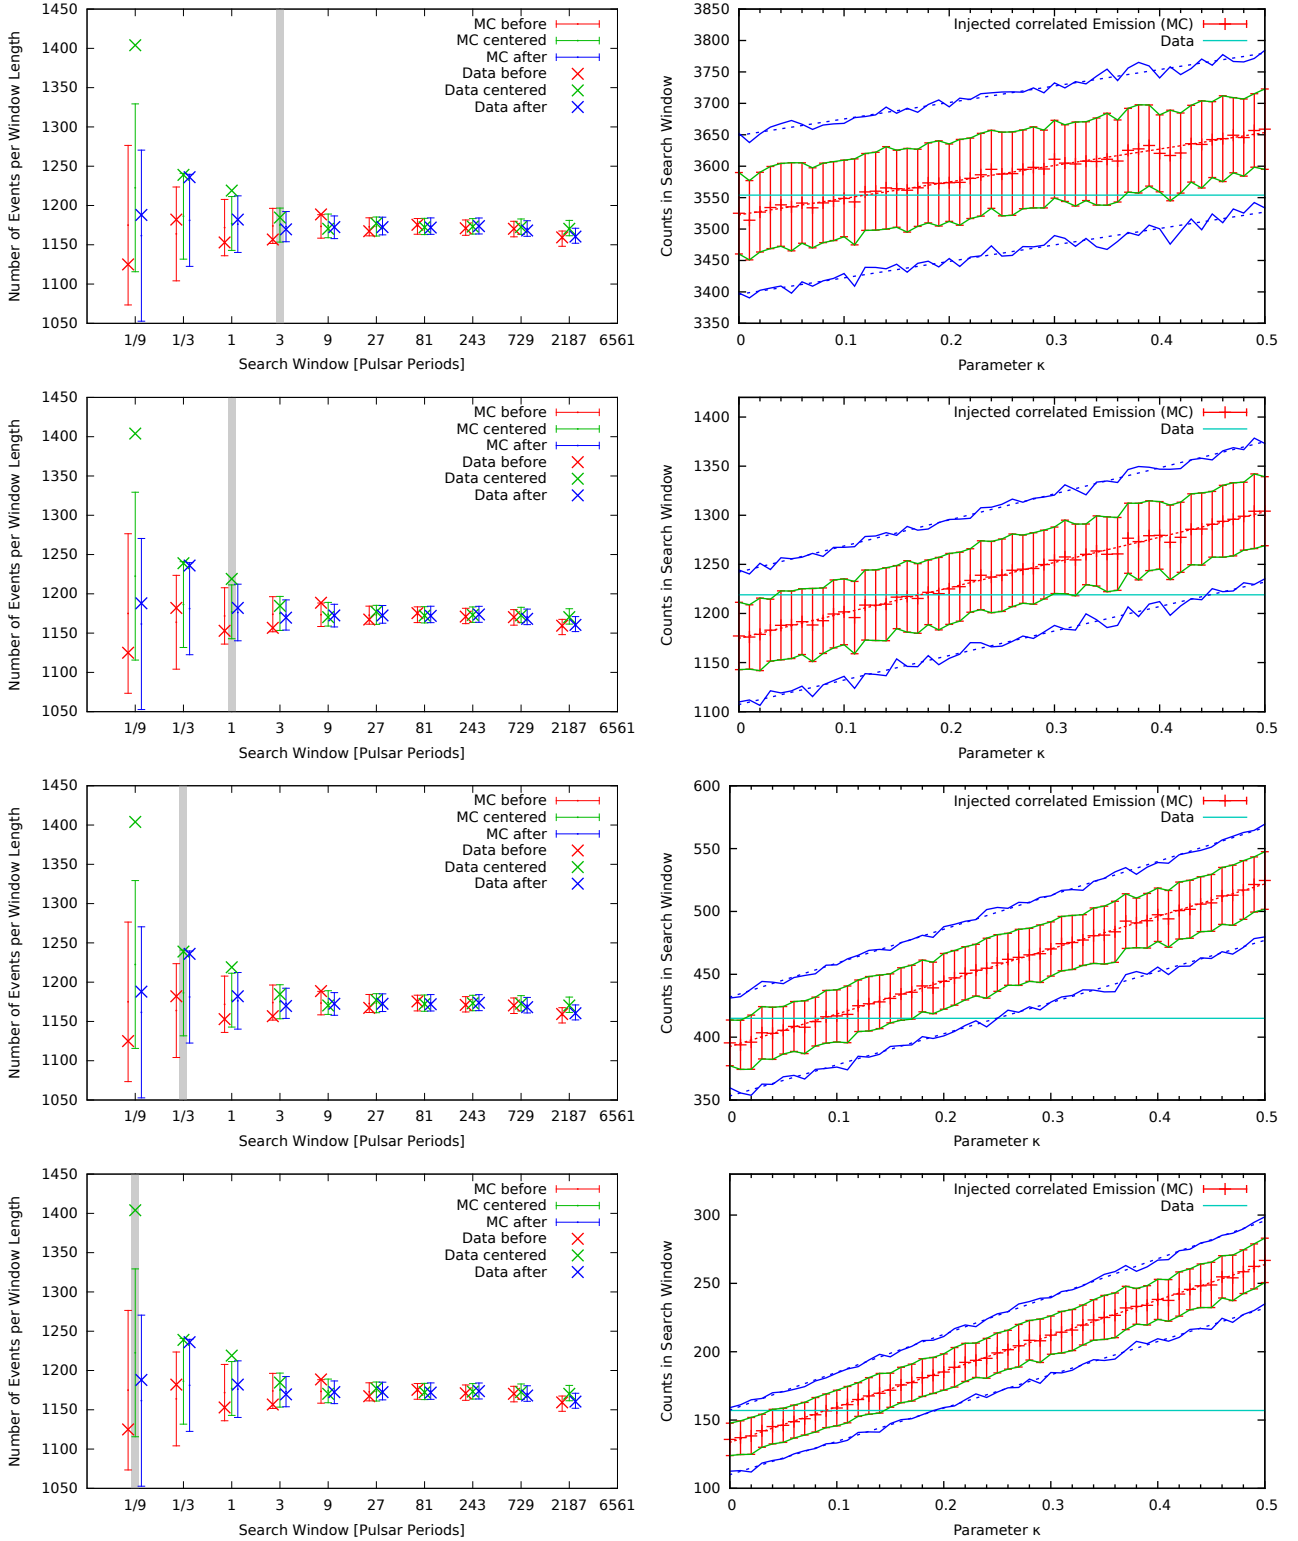 Number of Events per Window Length
1450
1400
1350
1300
1250
1200
1150
1100
1050
1/9 1/3 1 3 9 27 81 243 729 2187 6561
Search Window [Pulsar Periods]
MC before
MC centered
MC after
Data before
Data centered
Data after
Counts in Search Window
3850
3800
3750
3700
3650
3600
3550
3500
3450
3400
3350
0 0.1 0.2 0.3 0.4 0.5
Parameter κ
Injected correlated Emission (MC)
Data
Number of Events per Window Length
1450
1400
1350
1300
1250
1200
1150
1100
1050
1/9 1/3 1 3 9 27 81 243 729 2187 6561
Search Window [Pulsar Periods]
MC before
MC centered
MC after
Data before
Data centered
Data after
Counts in Search Window
1400
1350
1300
1250
1200
1150
1100
0 0.1 0.2 0.3 0.4 0.5
Parameter κ
Injected correlated Emission (MC)
Data
Number of Events per Window Length
1450
1400
1350
1300
1250
1200
1150
1100
1050
1/9 1/3 1 3 9 27 81 243 729 2187 6561
Search Window [Pulsar Periods]
MC before
MC centered
MC after
Data before
Data centered
Data after
Counts in Search Window
600
550
500
450
400
350
0 0.1 0.2 0.3 0.4 0.5
Parameter κ
Injected correlated Emission (MC)
Data
Number of Events per Window Length
1450
1400
1350
1300
1250
1200
1150
1100
1050
1/9 1/3 1 3 9 27 81 243 729 2187 6561
Search Window [Pulsar Periods]
MC before
MC centered
MC after
Data before
Data centered
Data after
Counts in Search Window
300
250
200
150
100
0 0.1 0.2 0.3 0.4 0.5
Parameter κ
Injected correlated Emission (MC)
Data